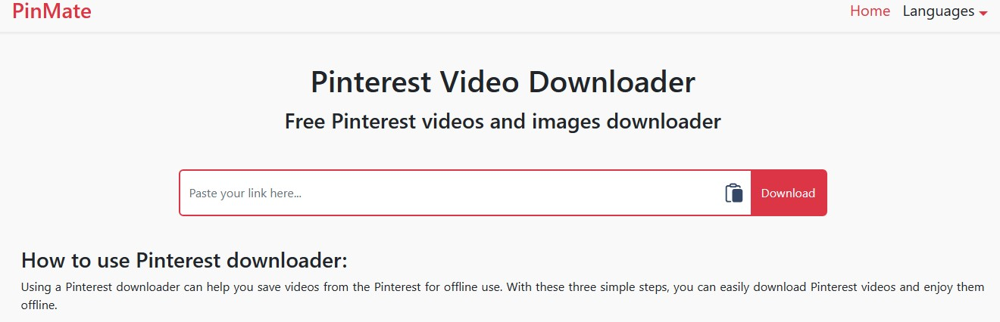 PinMate
Home Languages
Pinterest Video Downloader
Free Pinterest videos and images downloader
Paste your link here...
Download
How to use Pinterest downloader:
Using a Pinterest downloader can help you save videos from the Pinterest for offline use. With these three simple steps, you can easily download Pinterest videos and enjoy them
offline.